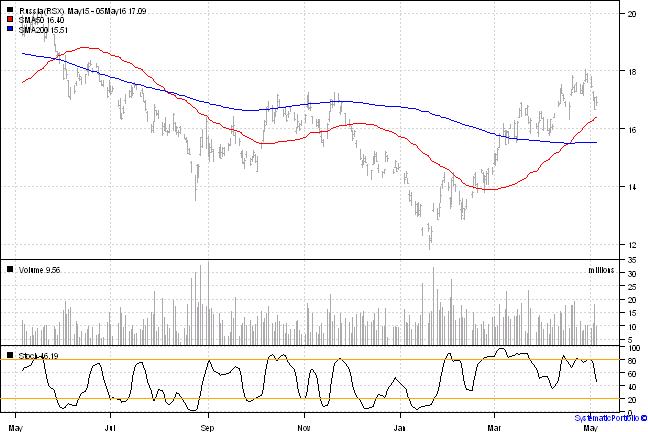 Russia(RSX), May15 - 05May16 17.09
SMA50 16.40
SMA200 15.51
20
18
16
14
12
Volume 9.56
millions
35
30
25
20
15
10
5
Stoch 46.19
100
80
60
40
20
0
SystematicPortfolio ©
May
Jul
Sep
Nov
Jan
Mar
May